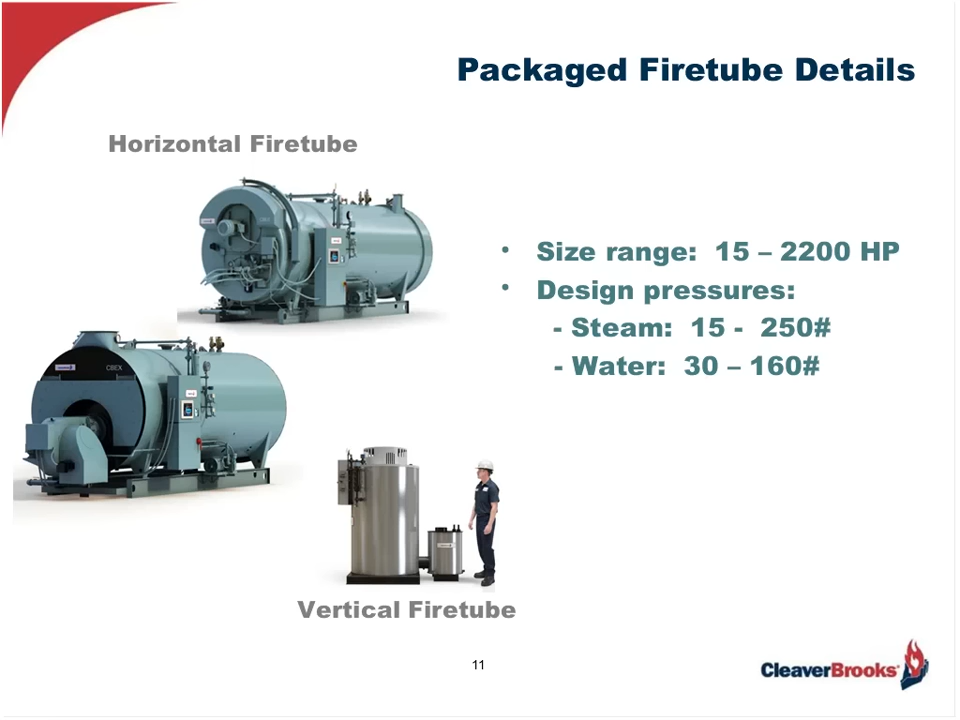 Packaged Firetube Details
Horizontal Firetube
• Size range:  15 – 2200 HP
• Design pressures:
- Steam:  15 -  250#
- Water:  30 – 160#
CBEX
Vertical Firetube
11
CleaverBrooks